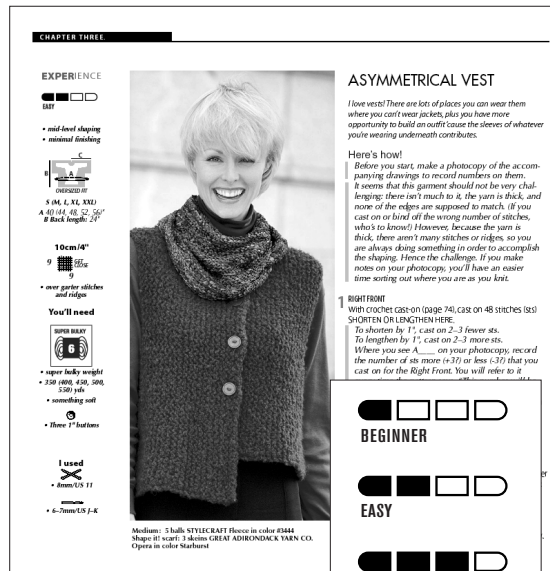 CHAPTER THREE.
EXPERIENCE
EASY
• mid-level shaping
• minimal finishing
C
B
A
OVERSIZED FIT
S (M, L, XL, XXL)
A 40 (44, 48, 52, 56)"
B Back length: 24"
10cm/4"
9
GET
CLOSE
9
• over garter stitches
and ridges
You'll need
SUPER BULKY
6
• super bulky weight
• 350 (400, 450, 500,
550) yds
• something soft
• Three 1" buttons
I used
• 8mm/US 11
• 6–7mm/US J–K
Medium: 5 balls STYLECRAFT Fleece in color #3444
Shape it! scarf: 3 skeins GREAT ADIRONDACK YARN CO.
Opera in color Starburst
ASYMMETRICAL VEST
I love vests! There are lots of places you can wear them
where you can't wear jackets, plus you have more
opportunity to build an outfit 'cause the sleeves of whatever
you're wearing underneath contributes.
Here's how!
Before you start, make a photocopy of the accom-
panying drawings to record numbers on them.
It seems that this garment should not be very chal-
lenging: there isn't much to it, the yarn is thick, and
none of the edges are supposed to match. (If you
cast on or bind off the wrong number of stitches,
who's to know!) However, because the yarn is
thick, there aren't many stitches or ridges, so you
are always doing something in order to accomplish
the shaping. Hence the challenge. If you make
notes on your photocopy, you'll have an easier
time sorting out where you are as you knit.
1 RIGHT FRONT
With crochet cast-on (page 74), cast on 48 stitches (sts)
SHORTEN OR LENGTHEN HERE.
To shorten by 1", cast on 2–3 fewer sts.
To lengthen by 1", cast on 2–3 more sts.
Where you see A____ on your photocopy, record
the number of sts more (+3?) or less (-3?) that you
cast on for the Right Front. You will refer to it
BEGINNER
EASY